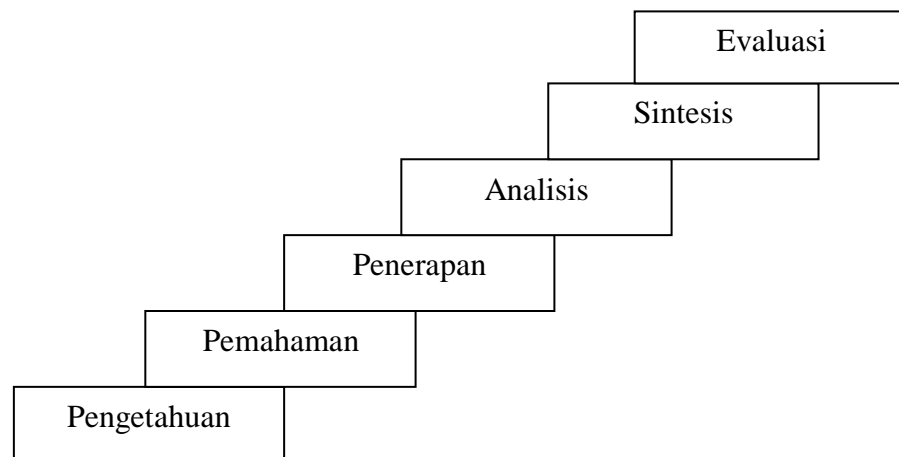 Evaluasi
Sintesis
Analisis
Penerapan
Pemahaman
Pengetahuan